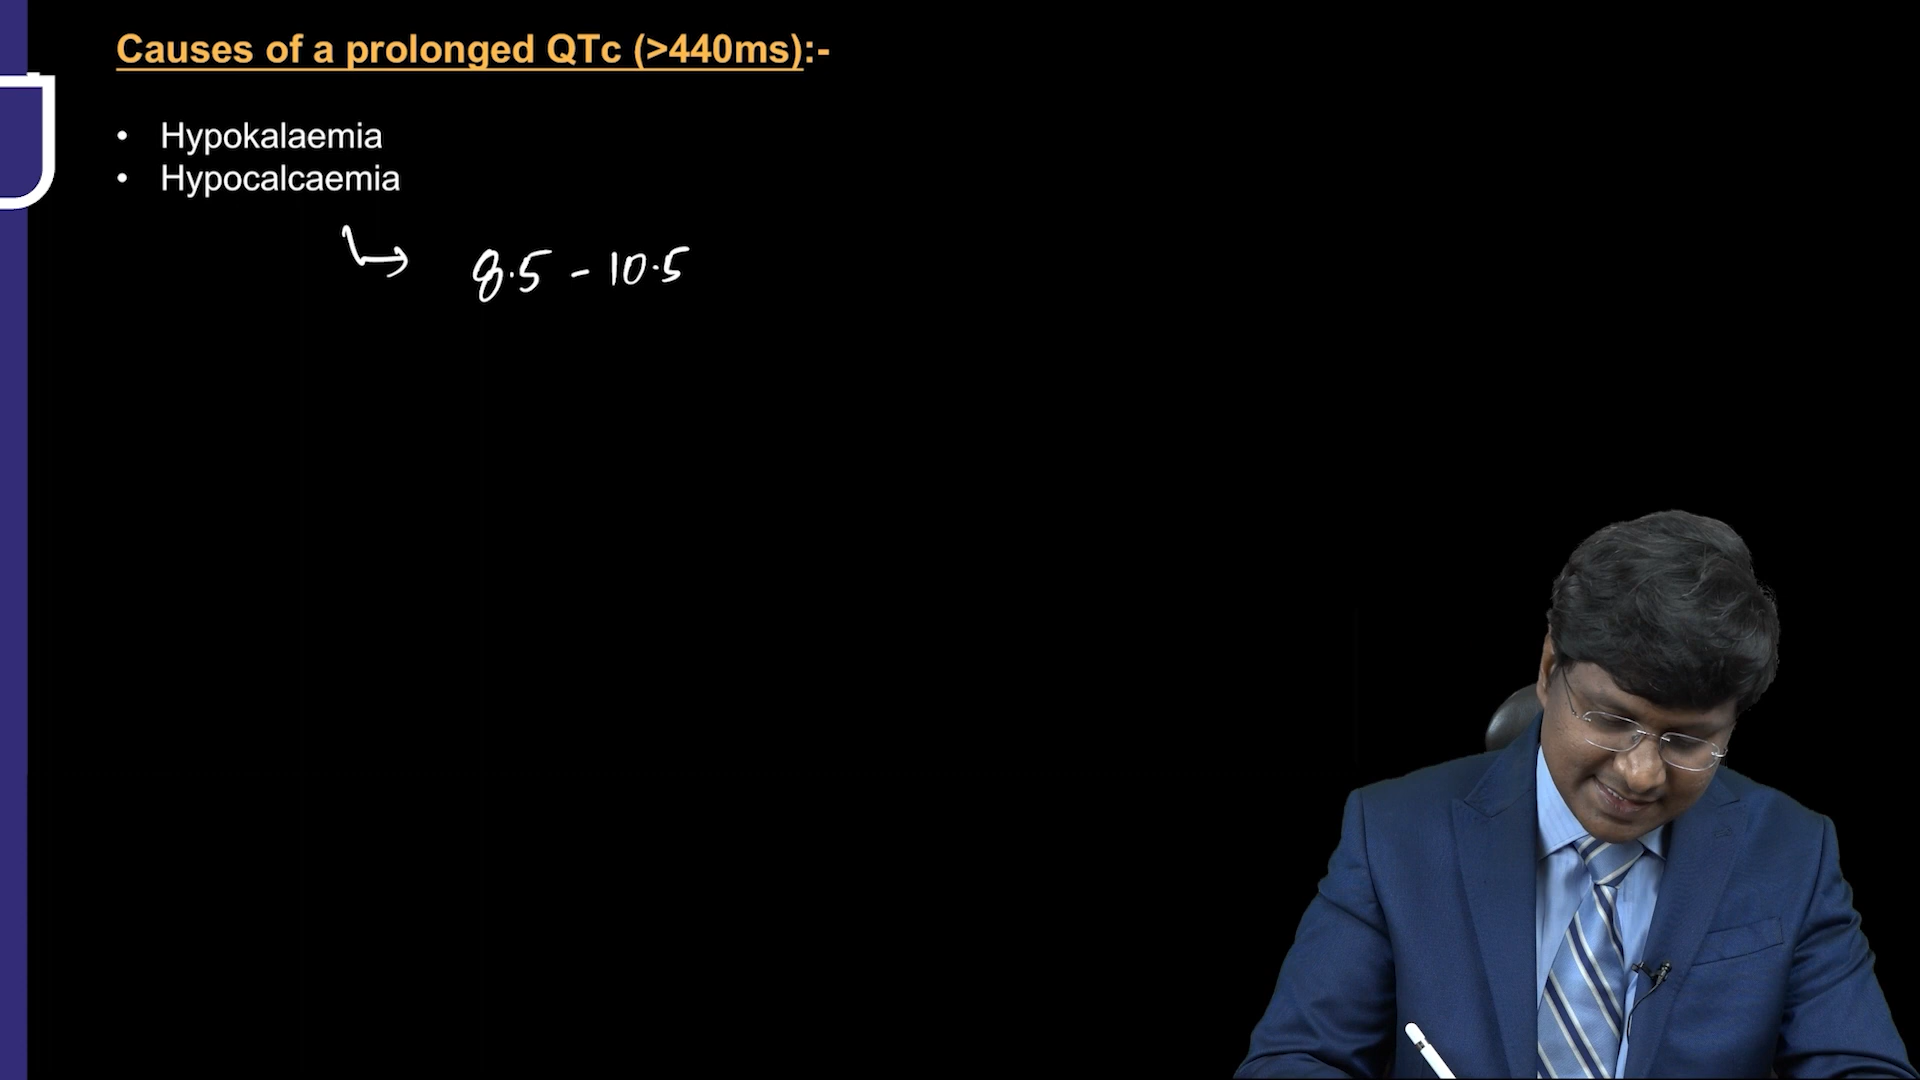 Causes of a prolonged QTc (>440ms):-
• Hypokalaemia
• Hypocalcaemia
↳ 8.5 - 10.5